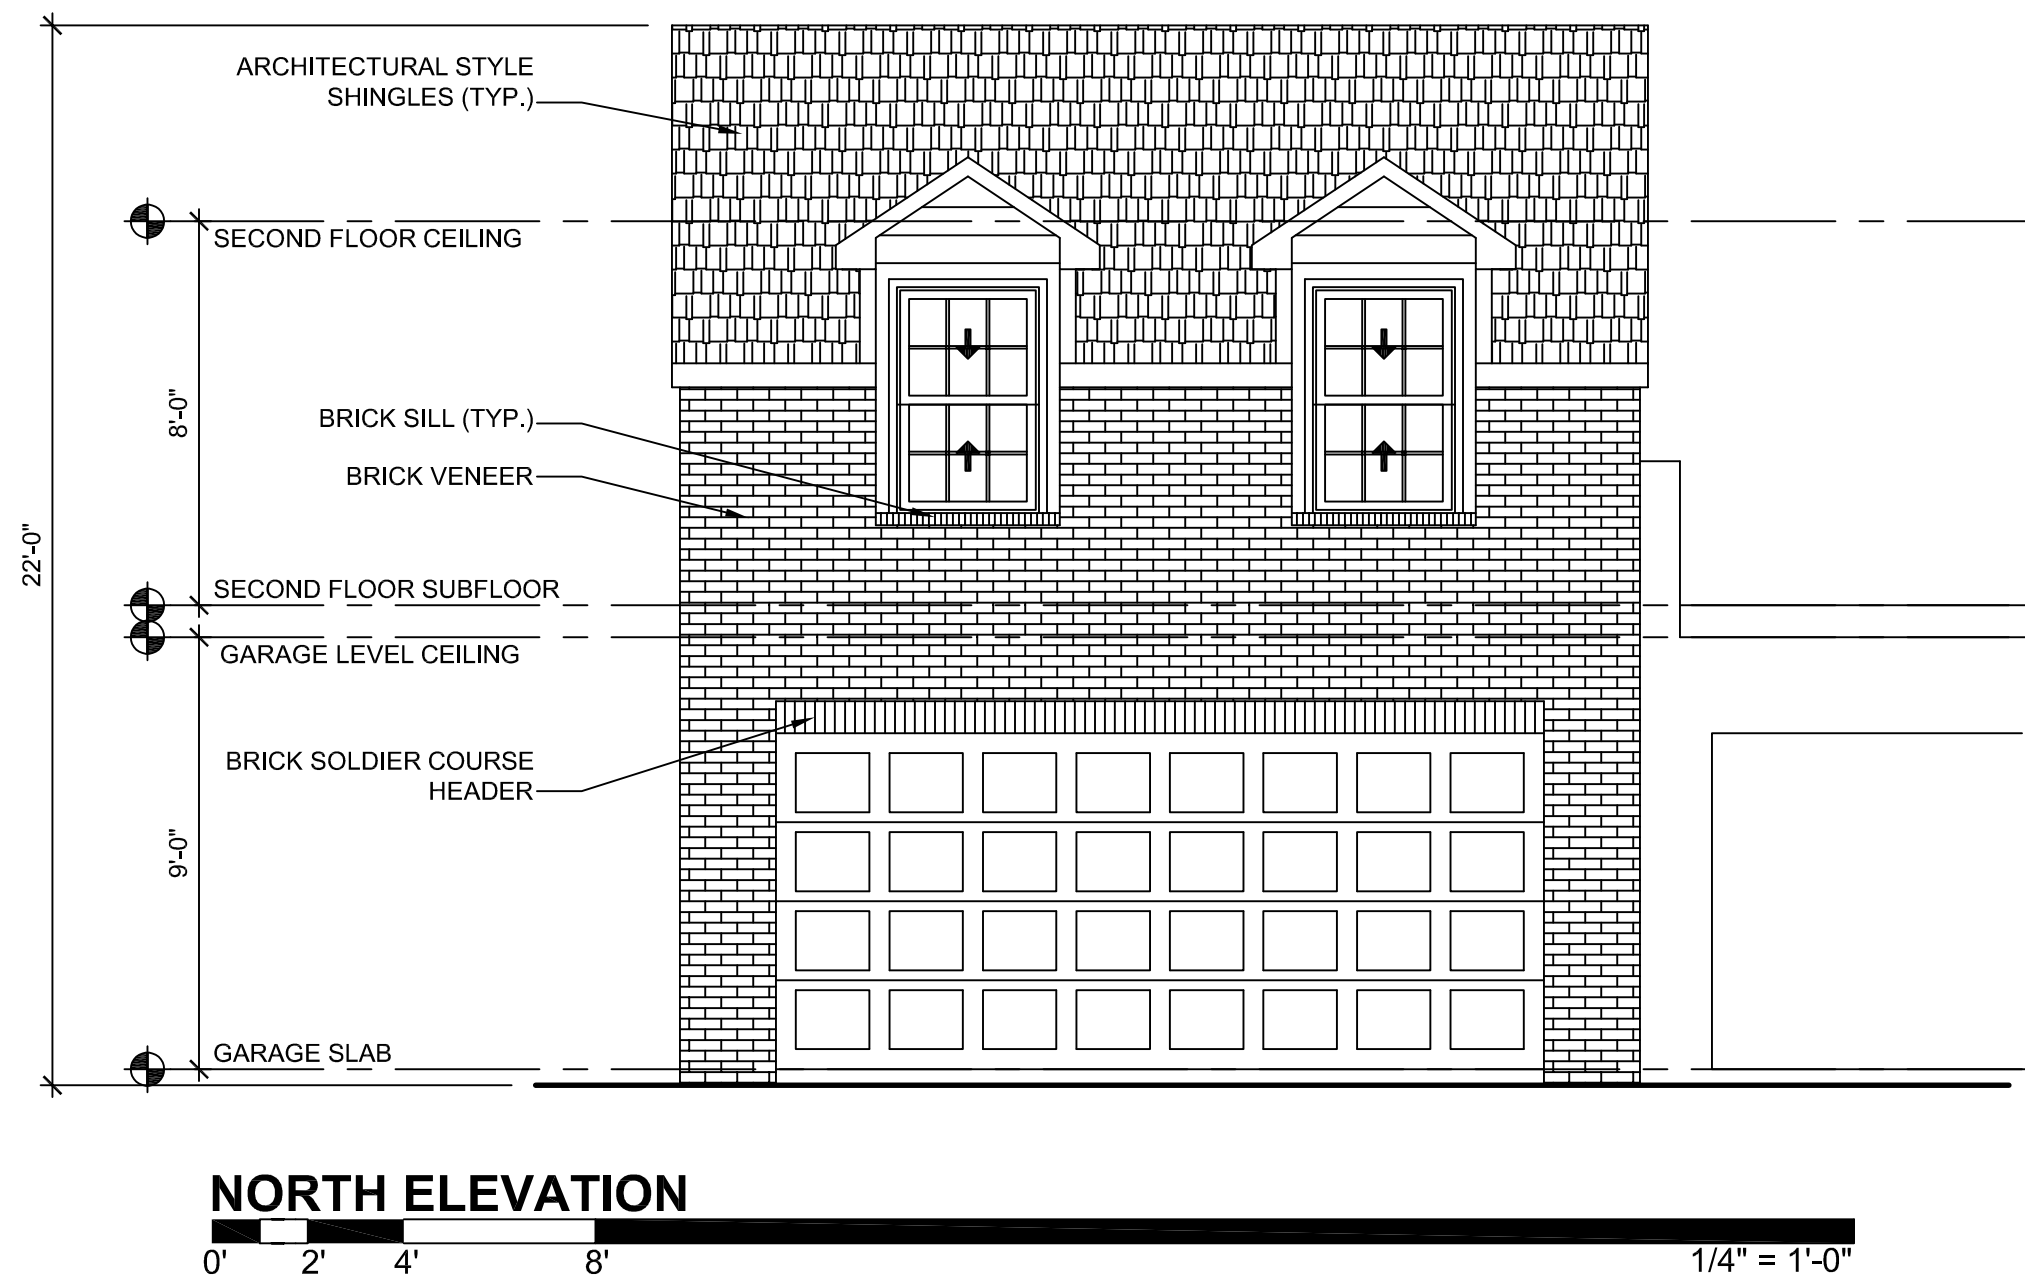 ARCHITECTURAL STYLE
SHINGLES (TYP.)
SECOND FLOOR CEILING
8'-0"
BRICK SILL (TYP.)
BRICK VENEER
22'-0"
SECOND FLOOR SUBFLOOR
GARAGE LEVEL CEILING
BRICK SOLDIER COURSE
HEADER
9'-0"
GARAGE SLAB
NORTH ELEVATION
0' 2' 4' 8' 1/4" = 1'-0"